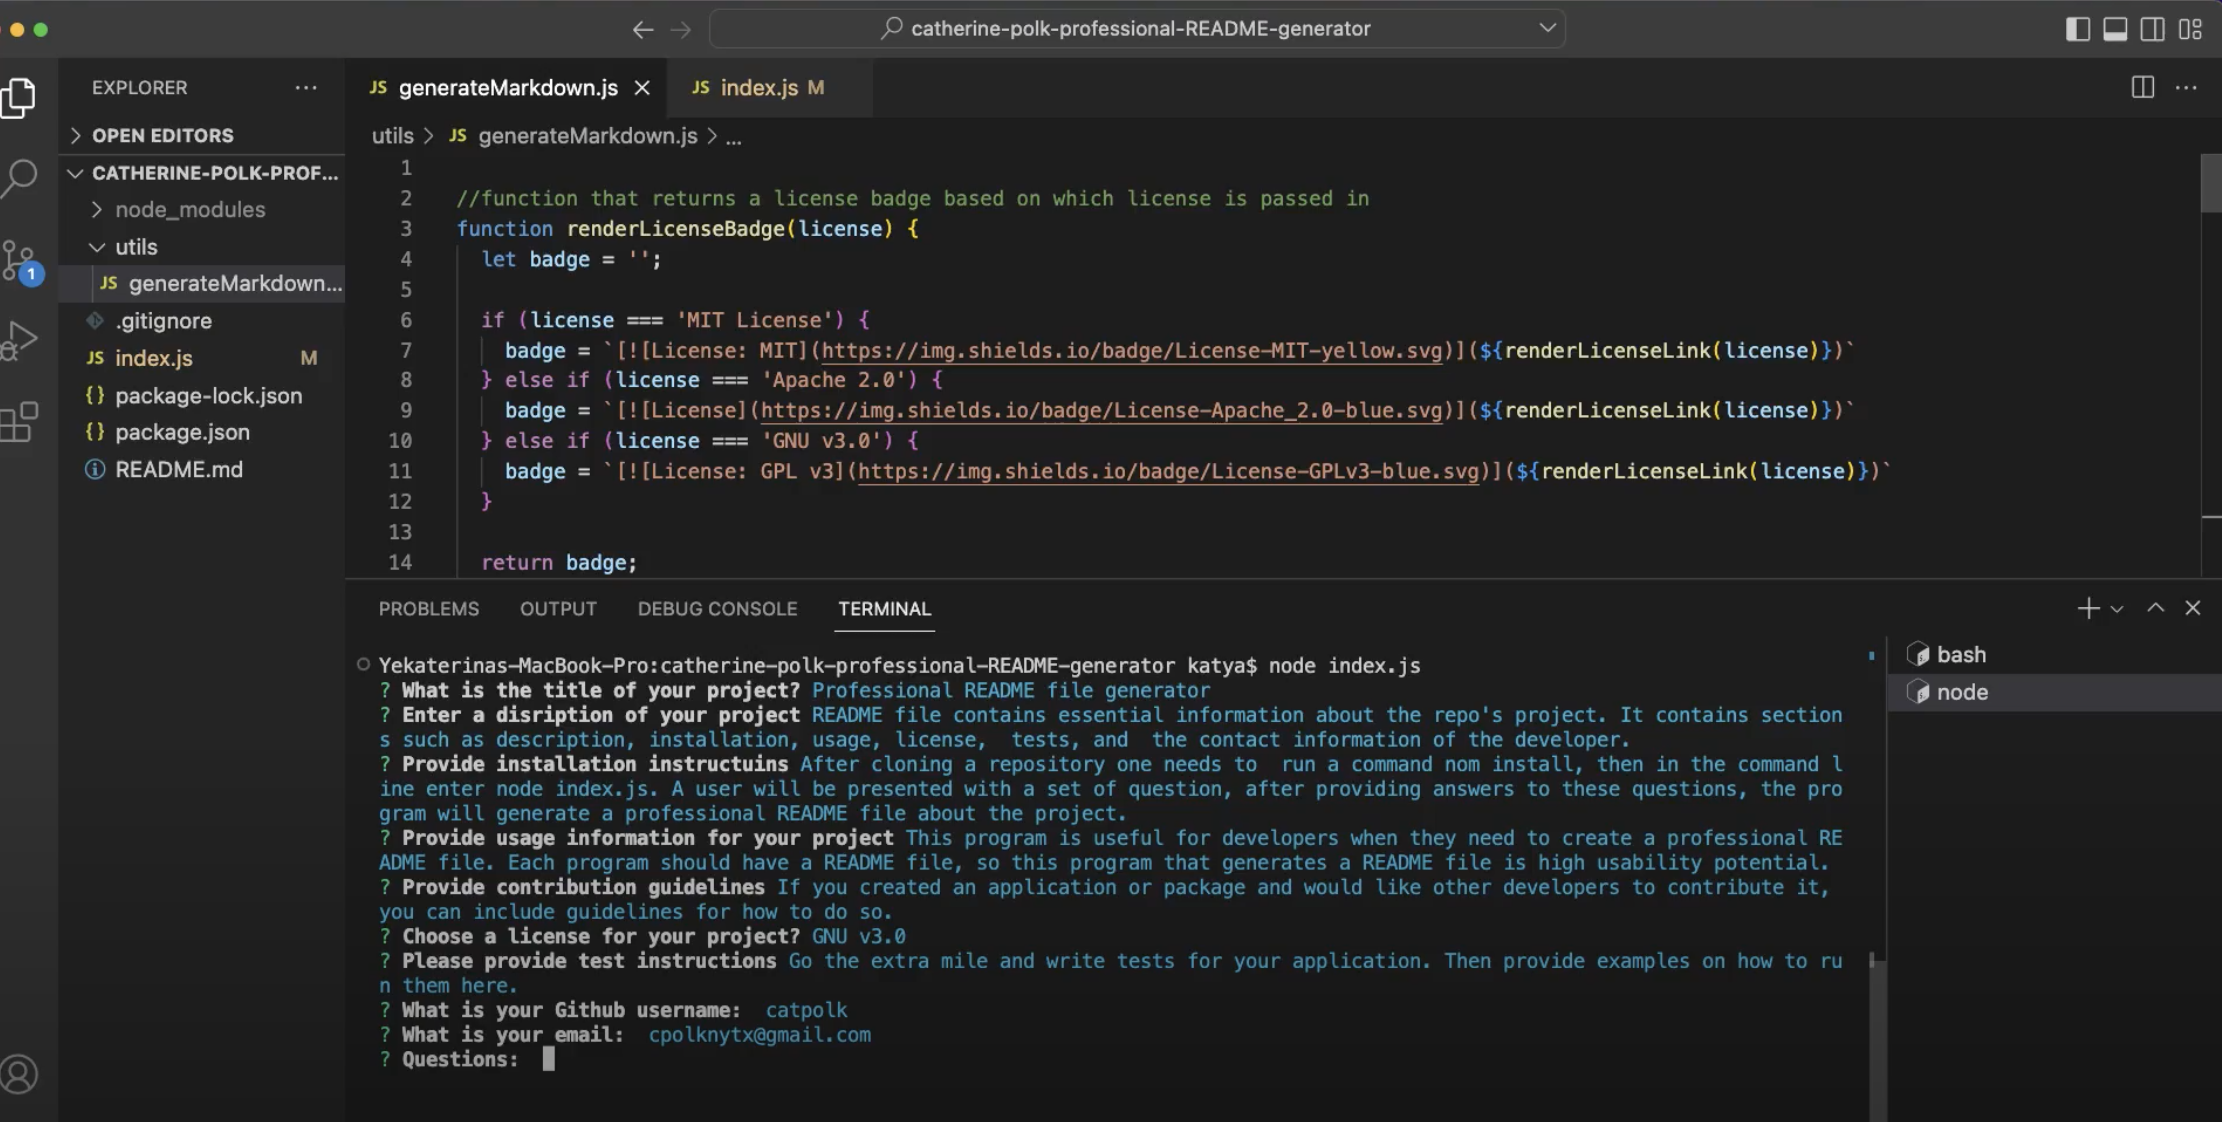 catherine-polk-professional-README-generator
EXPLORER
JS generateMarkdown.js
JS index.js M
OPEN EDITORS
utils > JS generateMarkdown.js > ...
CATHERINE-POLK-PROF...
node_modules
utils
JS generateMarkdown...
.gitignore
JS index.js M
{} package-lock.json
{} package.json
README.md
1
1
2 //function that returns a license badge based on which license is passed in
3 function renderLicenseBadge(license) {
4 let badge = '';
5
6 if (license === 'MIT License') {
7 badge = `[![License: MIT](https://img.shields.io/badge/License-MIT-yellow.svg)](${renderLicenseLink(license)})`
8 } else if (license === 'Apache 2.0') {
9 badge = `[![License](https://img.shields.io/badge/License-Apache_2.0-blue.svg)](${renderLicenseLink(license)})`
10 } else if (license === 'GNU v3.0') {
11 badge = `[![License: GPL v3](https://img.shields.io/badge/License-GPLv3-blue.svg)](${renderLicenseLink(license)})`
12 }
13
14 return badge;
PROBLEMS OUTPUT DEBUG CONSOLE TERMINAL
Yekaterinas-MacBook-Pro:catherine-polk-professional-README-generator katya$ node index.js
? What is the title of your project? Professional README file generator
? Enter a disription of your project README file contains essential information about the repo's project. It contains section
s such as description, installation, usage, license,  tests, and  the contact information of the developer.
? Provide installation instructuins After cloning a repository one needs to  run a command nom install, then in the command l
ine enter node index.js. A user will be presented with a set of question, after providing answers to these questions, the pro
gram will generate a professional README file about the project.
? Provide usage information for your project This program is useful for developers when they need to create a professional RE
ADME file. Each program should have a README file, so this program that generates a README file is high usability potential.
? Provide contribution guidelines If you created an application or package and would like other developers to contribute it,
you can include guidelines for how to do so.
? Choose a license for your project? GNU v3.0
? Please provide test instructions Go the extra mile and write tests for your application. Then provide examples on how to ru
n them here.
? What is your Github username:  catpolk
? What is your email:  cpolknytx@gmail.com
? Questions:
bash
node